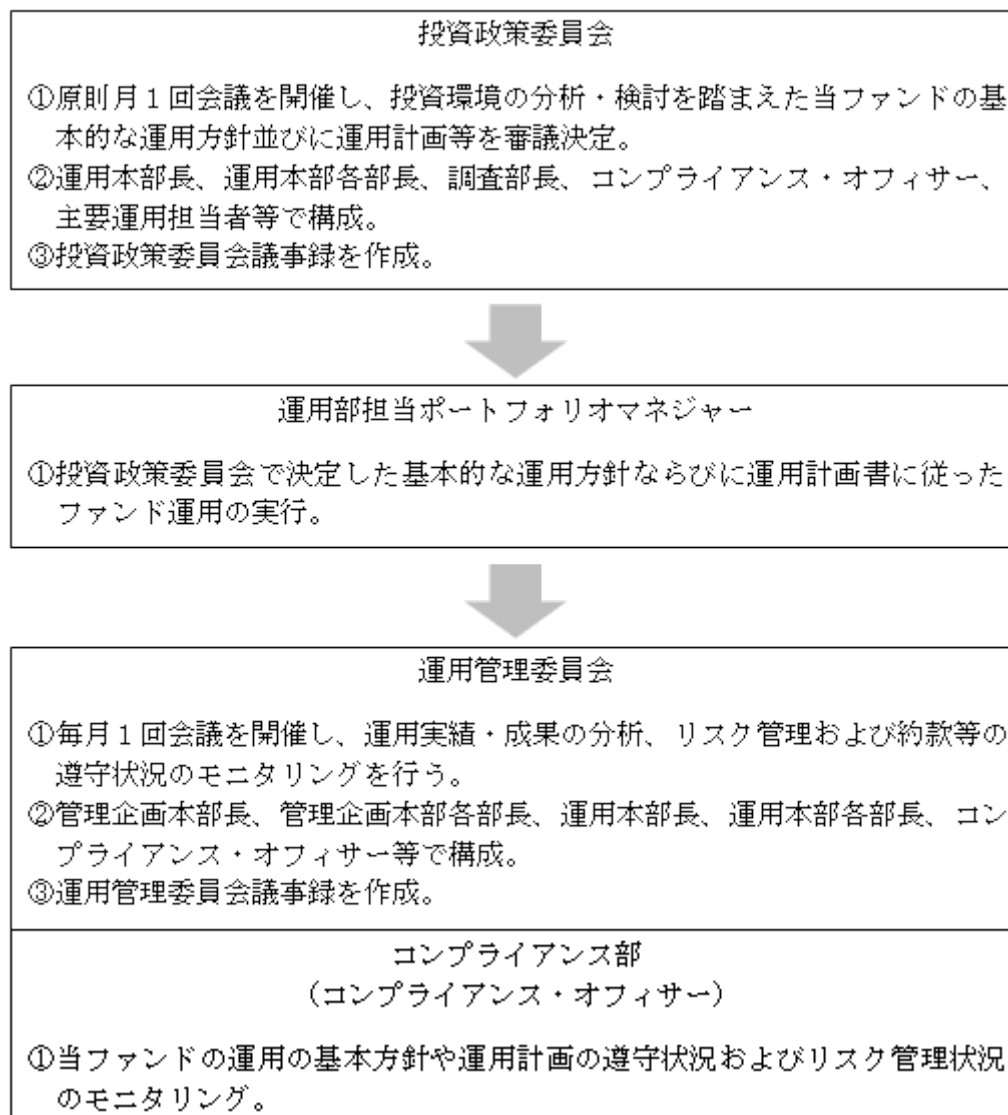 投資政策委員会
①原則月１回会議を開催し、投資環境の分析・検討を踏まえた当ファンドの基
本的な運用方針並びに運用計画等を審議決定。
②運用本部長、運用本部各部長、調査部長、コンプライアンス・オフィサー、
主要運用担当者等で構成。
③投資政策委員会議事録を作成。
運用部担当ポートフォリオマネジャー
①投資政策委員会で決定した基本的な運用方針ならびに運用計画書に従った
ファンド運用の実行。
運用管理委員会
①毎月１回会議を開催し、運用実績・成果の分析、リスク管理および約款等の
遵守状況のモニタリングを行う。
②管理企画本部長、管理企画本部各部長、運用本部長、運用本部各部長、コン
プライアンス・オフィサー等で構成。
③運用管理委員会議事録を作成。
コンプライアンス部
（コンプライアンス・オフィサー）
①当ファンドの運用の基本方針や運用計画の遵守状況およびリスク管理状況
のモニタリング。